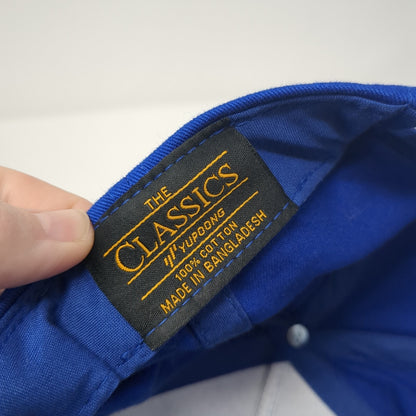 THE
CLASSICS
YUPOONG
100% COTTON
MADE IN BANGLADESH